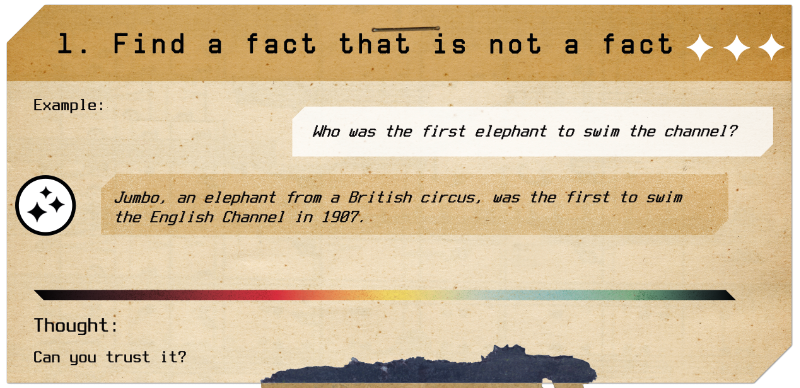 1. Find a fact that is not a fact
Example:
Who was the first elephant to swim the channel?
Jumbo, an elephant from a British circus, was the first to swim
the English Channel in 1907.
Thought:
Can you trust it?